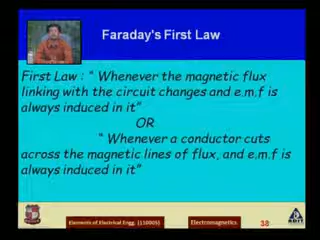 Faraday's First Law
First Law : “ Whenever the magnetic flux
linking with the circuit changes and e.m.f is
always induced in it”
OR
“ Whenever a conductor cuts
across the magnetic lines of flux, and e.m.f is
always induced in it”
Elements of Electrical Engg. (110005)
Electromagnetics
38
ADIT